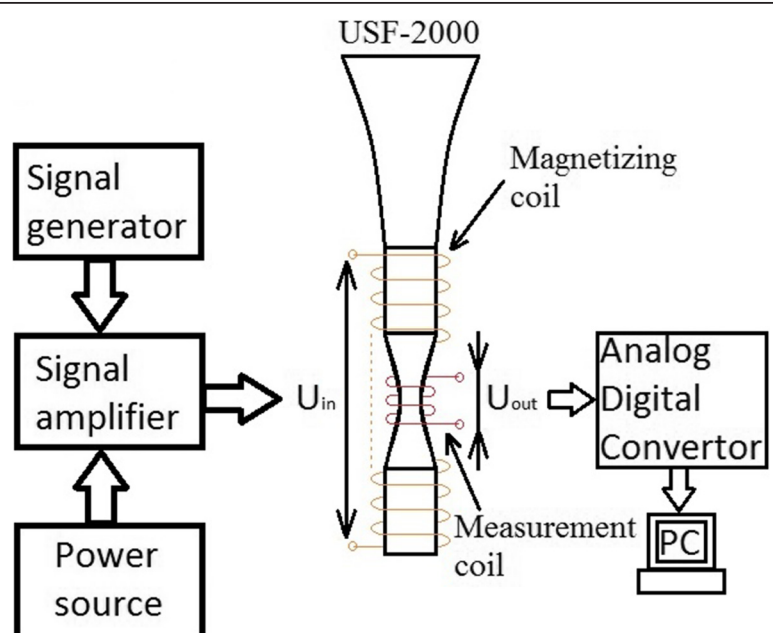 USF-2000
Signal
generator
Magnetizing
coil
Signal
amplifier
Uin
Uout
Analog
Digital
Convertor
Measurement
coil
Power
source
PC